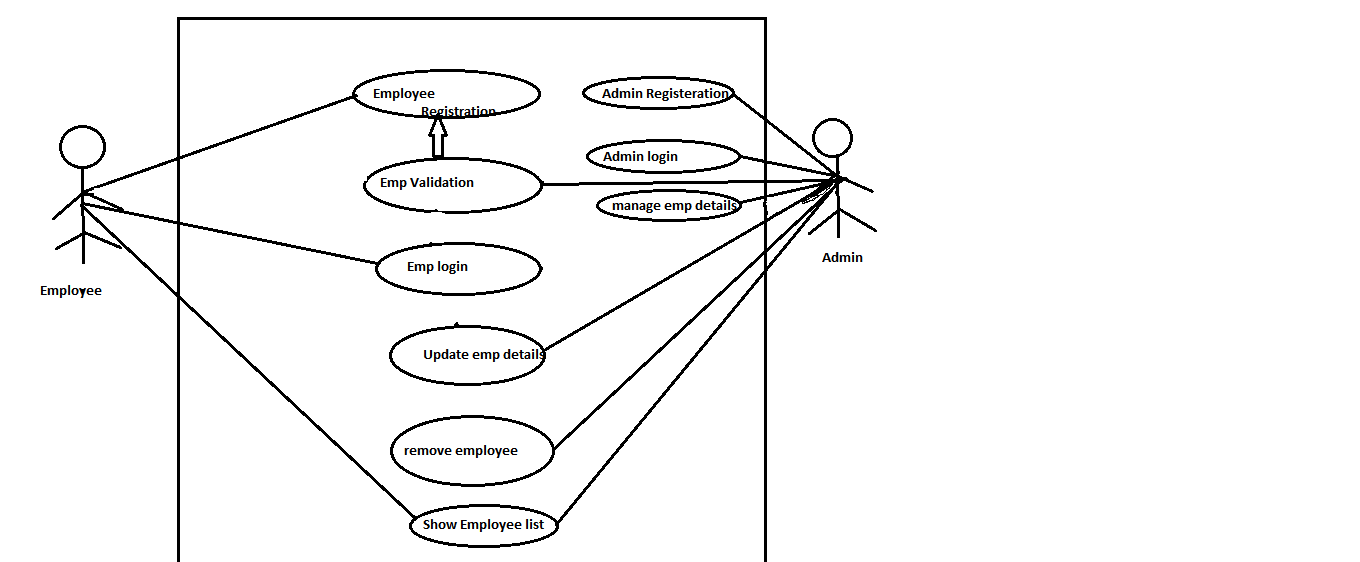 Employee
Registration
Admin Registeration
Admin login
Emp Validation
manage emp details
Admin
Emp login
Employee
Update emp details
remove employee
Show Employee list